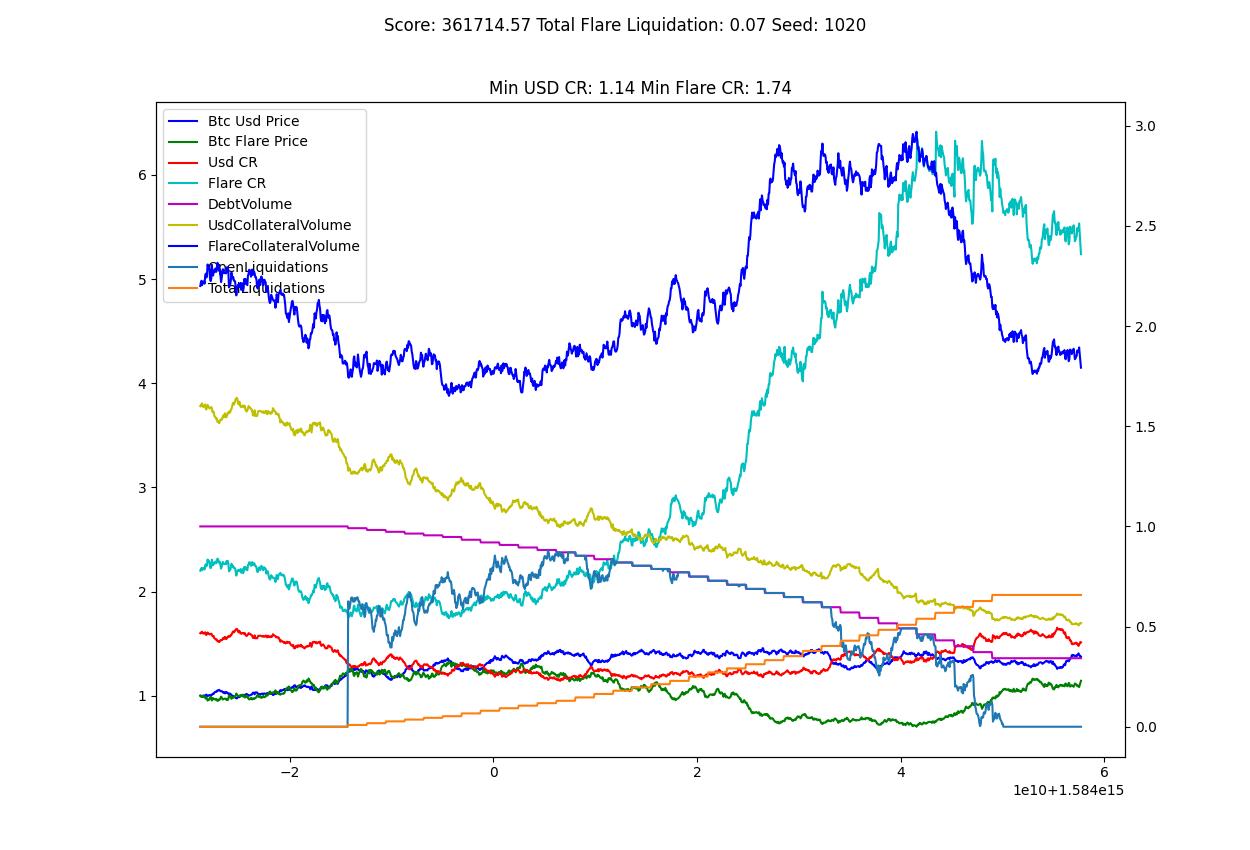 Score: 361714.57 Total Flare Liquidation: 0.07 Seed: 1020
Min USD CR: 1.14 Min Flare CR: 1.74
Btc Usd Price
Btc Flare Price
Usd CR
Flare CR
DebtVolume
UsdCollateralVolume
FlareCollateralVolume
OpenLiquidations
TotalLiquidations
6
5
4
3
2
1
3.0
2.5
2.0
1.5
1.0
0.5
0.0
−2 0 2 4 6
1e10+1.584e15